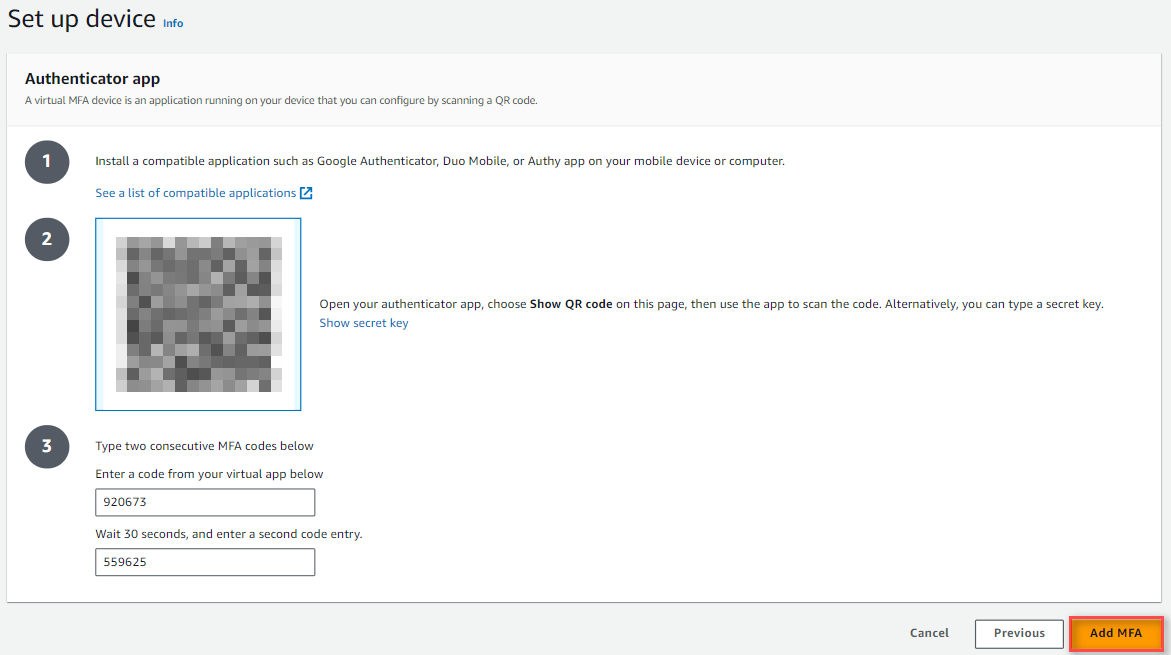 Set up device Info
Authenticator app
A virtual MFA device is an application running on your device that you can configure by scanning a QR code.
1
Install a compatible application such as Google Authenticator, Duo Mobile, or Authy app on your mobile device or computer.
See a list of compatible applications
2
Open your authenticator app, choose Show QR code on this page, then use the app to scan the code. Alternatively, you can type a secret key.
Show secret key
3
Type two consecutive MFA codes below
Enter a code from your virtual app below
920673
Wait 30 seconds, and enter a second code entry.
559625
Cancel Previous Add MFA